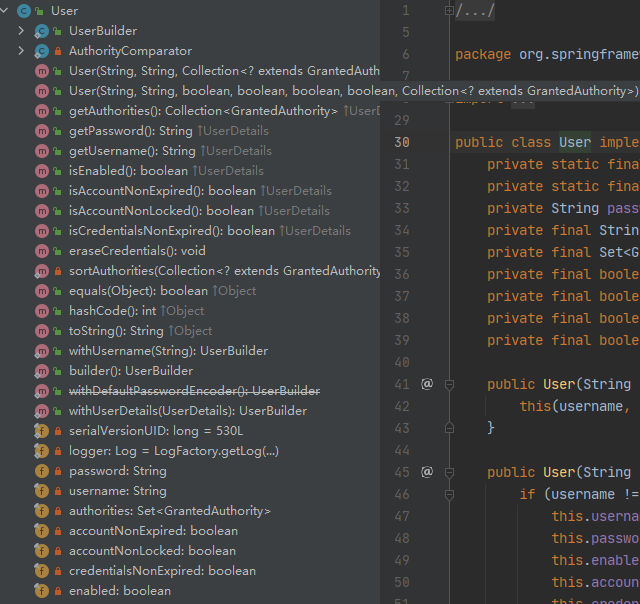 User
UserBuilder
AuthorityComparator
User(String, String, Collection<? extends GrantedAuth
User(String, String, boolean, boolean, boolean, boolean, Collection<? extends GrantedAuthority>)
getAuthorities(): Collection<GrantedAuthority> ↑UserD
getPassword(): String ↑UserDetails
getUsername(): String ↑UserDetails
isEnabled(): boolean ↑UserDetails
isAccountNonExpired(): boolean ↑UserDetails
isAccountNonLocked(): boolean ↑UserDetails
isCredentialsNonExpired(): boolean ↑UserDetails
eraseCredentials(): void
sortAuthorities(Collection<? extends GrantedAuthority
equals(Object): boolean ↑Object
hashCode(): int ↑Object
toString(): String ↑Object
withUsername(String): UserBuilder
builder(): UserBuilder
withDefaultPasswordEncoder(): UserBuilder
withUserDetails(UserDetails): UserBuilder
serialVersionUID: long = 530L
logger: Log = LogFactory.getLog(...)
password: String
username: String
authorities: Set<GrantedAuthority>
accountNonExpired: boolean
accountNonLocked: boolean
credentialsNonExpired: boolean
enabled: boolean
1 /.../
5
6 package org.springframew
7
29
30 public class User imple
31 private static fina
32 private static fina
33 private String passw
34 private final Strin
35 private final Set<G
36 private final boole
37 private final boole
38 private final boole
39 private final boole
40
41 @ public User(String
42 this(username,
43 }
44
45 @ public User(String
46 if (username !=
47 this.userna
48 this.passwo
49 this.enable
50 this.accoun